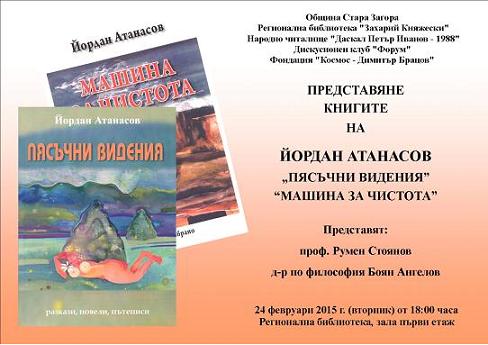 Йордан Атанасов
МАШИНА
ЗА ЧИСТОТА
Йордан Атанасов
ПЯСЪЧНИ ВИДЕНИЯ
разкази, новели, пътеписи
Община Стара Загора
Регионална библиотека "Захарий Княжески"
Народно читалище "Даскал Петър Иванов - 1988"
Дискусионен клуб "Форум"
Фондация "Космос - Димитър Брацов"
ПРЕДСТАВЯНЕ
КНИГИТЕ
НА
ЙОРДАН АТАНАСОВ
„ПЯСЪЧНИ ВИДЕНИЯ”
“МАШИНА ЗА ЧИСТОТА”
Представят:
проф. Румен Стоянов
д-р по философия Боян Ангелов
24 февруари 2015 г. (вторник) от 18:00 часа
Регионална библиотека, зала първи етаж